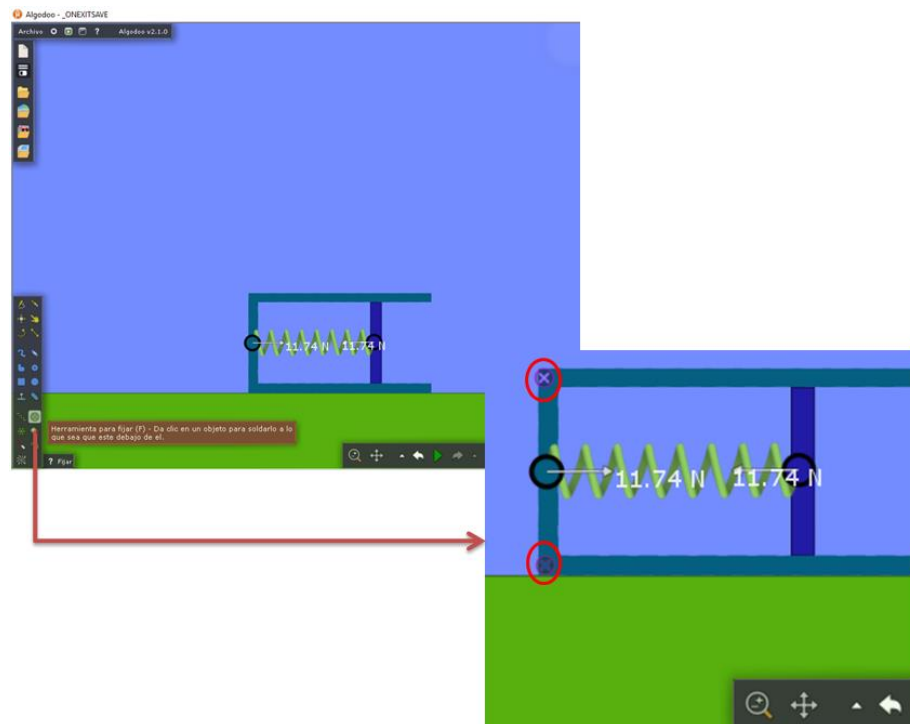 Algodoo - _ONEXITSAVE
Archivo ? Algodoo v2.1.0
11.74 N 11.74 N
Herramienta para fijar (F) - Da clic en un objeto para soldarlo a lo
que sea que este debajo de el.
? Fijar
11.74 N 11.74 N